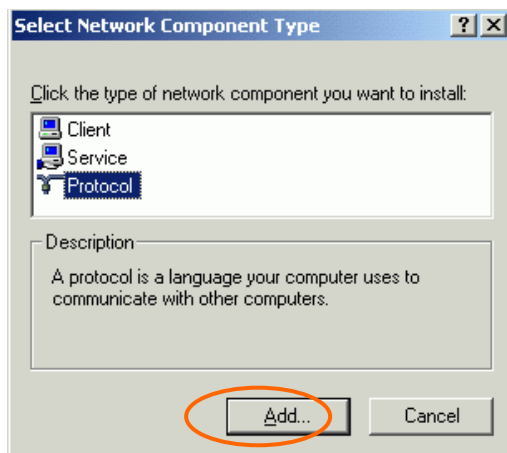 Select Network Component Type
Click the type of network component you want to install:
Client
Service
Protocol
Description
A protocol is a language your computer uses to
communicate with other computers.
Add... Cancel